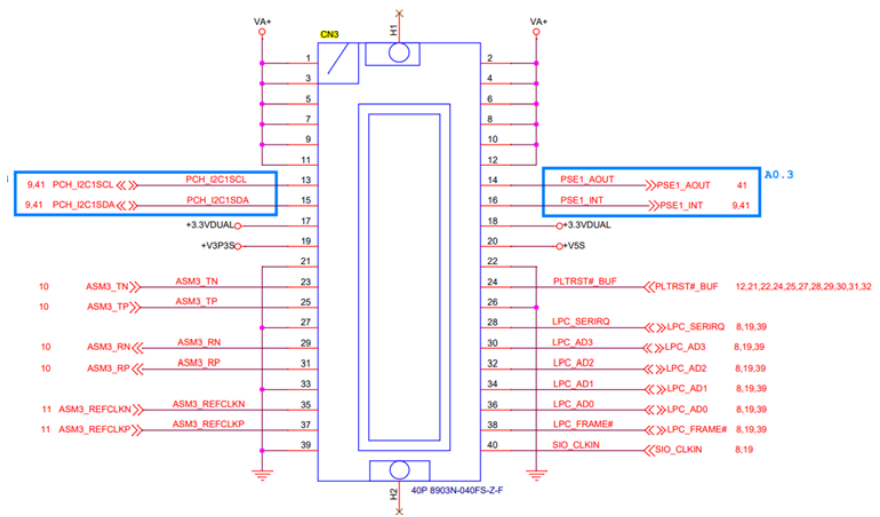 VA+ VA+
CN3 H1
1 2
3 4
5 6
7 8
9 10
11 12
A0.3
9,41 PCH_I2C1SCL PCH_I2C1SCL 13 14 PSE1_AOUT PSE1_AOUT 41
9,41 PCH_I2C1SDA PCH_I2C1SDA 15 16 PSE1_INT PSE1_INT 9,41
+3.3VDUAL 17 18 +3.3VDUAL
+V3P3S 19 20 +V5S
21 22
10 ASM3_TN ASM3_TN 23 24 PLTRST#_BUF PLTRST#_BUF 12,21,22,24,25,27,28,29,30,31,32
10 ASM3_TP ASM3_TP 25 26
27 28 LPC_SERIRQ LPC_SERIRQ 8,19,39
10 ASM3_RN ASM3_RN 29 30 LPC_AD3 LPC_AD3 8,19,39
10 ASM3_RP ASM3_RP 31 32 LPC_AD2 LPC_AD2 8,19,39
33 34 LPC_AD1 LPC_AD1 8,19,39
11 ASM3_REFCLKN ASM3_REFCLKN 35 36 LPC_AD0 LPC_AD0 8,19,39
11 ASM3_REFCLKP ASM3_REFCLKP 37 38 LPC_FRAME# LPC_FRAME# 8,19,39
39 40 SIO_CLKIN SIO_CLKIN 8,19
H2 40P 8903N-040FS-Z-F